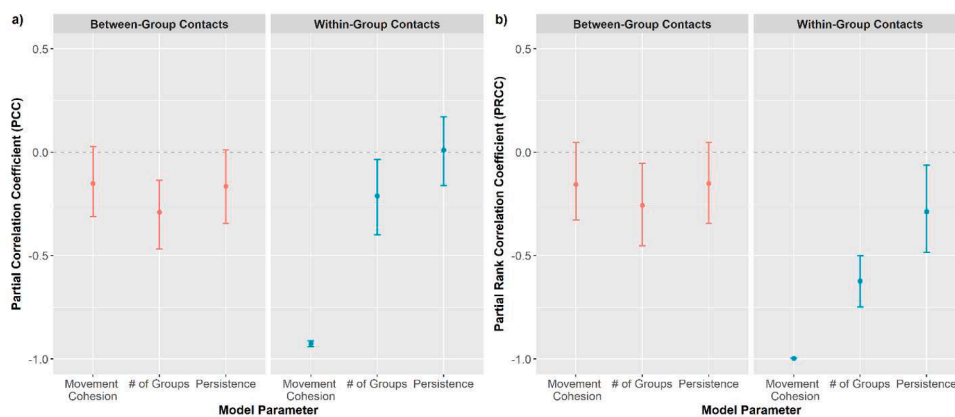 a)
Between-Group Contacts
Within-Group Contacts
Partial Correlation Coefficient (PCC)
0.5
0.0
-0.5
-1.0
Movement
Cohesion
# of Groups
Persistence
Movement
Cohesion
# of Groups
Persistence
Model Parameter
b)
Between-Group Contacts
Within-Group Contacts
Partial Rank Correlation Coefficient (PRCC)
0.5
0.0
-0.5
-1.0
Movement
Cohesion
# of Groups
Persistence
Movement
Cohesion
# of Groups
Persistence
Model Parameter